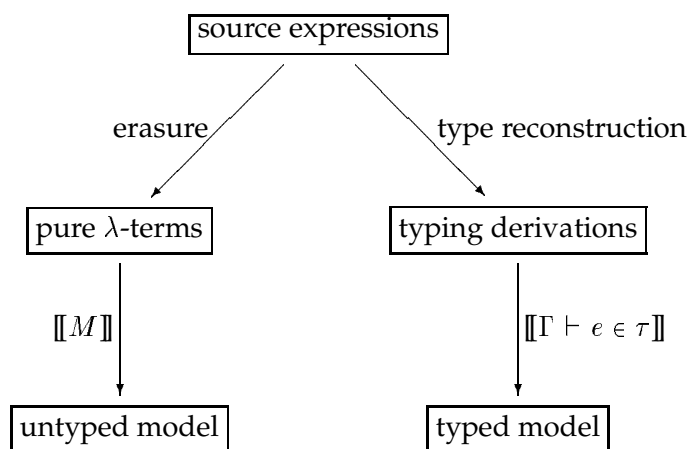 source expressions
erasure
type reconstruction
pure λ-terms
typing derivations
⟦M⟧
⟦Γ ⊢ e ∈ τ⟧
untyped model
typed model